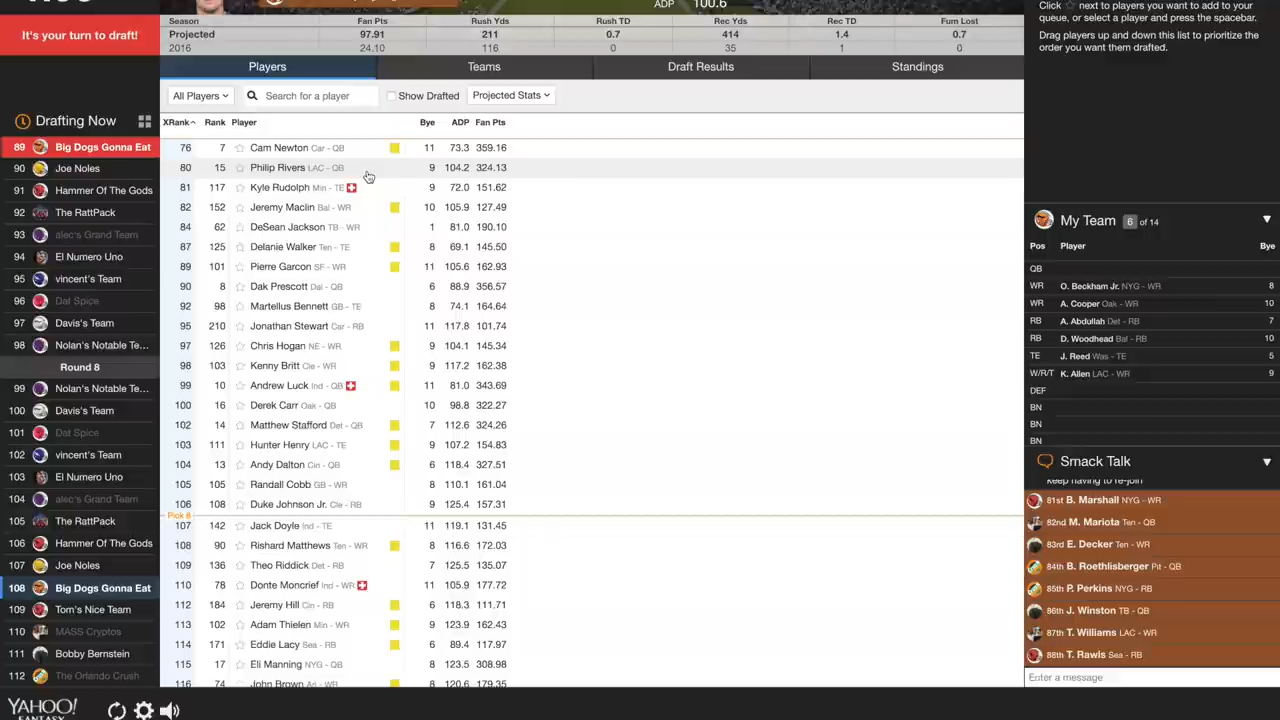 ADP 100.6
Click ☆ next to players you want to add to your
queue, or select a player and press the spacebar.
Drag players up and down this list to prioritize the
order you want them drafted.
It's your turn to draft!
Season Fan Pts Rush Yds Rush TD Rec Yds Rec TD Fum Lost
Projected 97.91 211 0.7 414 1.4 0.7
2016 24.10 116 0 35 1 0
Players Teams Draft Results Standings
All Players Search for a player Show Drafted Projected Stats
Drafting Now
89 Big Dogs Gonna Eat
90 Joe Noles
91 Hammer Of The Gods
92 The RattPack
93 alec's Grand Team
94 El Numero Uno
95 vincent's Team
96 Dat Spice
97 Davis's Team
98 Nolan's Notable Te...
Round 8
99 Nolan's Notable Te...
100 Davis's Team
101 Dat Spice
102 vincent's Team
103 El Numero Uno
104 alec's Grand Team
105 The RattPack
106 Hammer Of The Gods
107 Joe Noles
108 Big Dogs Gonna Eat
109 Tom's Nice Team
110 MASS Cryptos
111 Bobby Bernstein
112 The Orlando Crush
XRank Rank Player Bye ADP Fan Pts
76 7 Cam Newton Car - QB 11 73.3 359.16
80 15 Philip Rivers LAC - QB 9 104.2 324.13
81 117 Kyle Rudolph Min - TE 9 72.0 151.62
82 152 Jeremy Maclin Bal - WR 10 105.9 127.49
84 62 DeSean Jackson TB - WR 1 81.0 190.10
87 125 Delanie Walker Ten - TE 8 69.1 145.50
89 101 Pierre Garcon SF - WR 11 105.6 162.93
90 8 Dak Prescott Dal - QB 6 88.9 356.57
92 98 Martellus Bennett GB - TE 8 74.1 164.64
95 210 Jonathan Stewart Car - RB 11 117.8 101.74
97 126 Chris Hogan NE - WR 9 104.1 145.34
98 103 Kenny Britt Cle - WR 9 117.2 162.38
99 10 Andrew Luck Ind - QB 11 81.0 343.69
100 16 Derek Carr Oak - QB 10 98.8 322.27
102 14 Matthew Stafford Det - QB 7 112.6 324.26
103 111 Hunter Henry LAC - TE 9 107.2 154.83
104 13 Andy Dalton Cin - QB 6 118.4 327.51
105 105 Randall Cobb GB - WR 8 110.1 161.04
106 108 Duke Johnson Jr. Cle - RB 9 125.4 157.31
Pick 8
107 142 Jack Doyle Ind - TE 11 119.1 131.45
108 90 Rishard Matthews Ten - WR 8 116.6 172.03
109 136 Theo Riddick Det - RB 7 125.5 135.07
110 78 Donte Moncrief Ind - WR 11 105.9 177.72
112 184 Jeremy Hill Cin - RB 6 118.3 111.71
113 102 Adam Thielen Min - WR 9 123.9 162.43
114 171 Eddie Lacy Sea - RB 6 89.4 117.97
115 17 Eli Manning NYG - QB 8 123.5 308.98
116 74 John Brown Ari - WR 8 120.6 179.35
My Team 6 of 14
Pos Player Bye
QB
WR O. Beckham Jr. NYG - WR 8
WR A. Cooper Oak - WR 10
RB A. Abdullah Det - RB 7
RB D. Woodhead Bal - RB 10
TE J. Reed Was - TE 5
W/R/T K. Allen LAC - WR 9
DEF
BN
BN
BN
Smack Talk
keep having to re-join
81st B. Marshall NYG - WR
82nd M. Mariota Ten - QB
83rd E. Decker Ten - WR
84th B. Roethlisberger Pit - QB
85th P. Perkins NYG - RB
86th J. Winston TB - QB
87th T. Williams LAC - WR
88th T. Rawls Sea - RB
Enter a message
YAHOO!
FANTASY